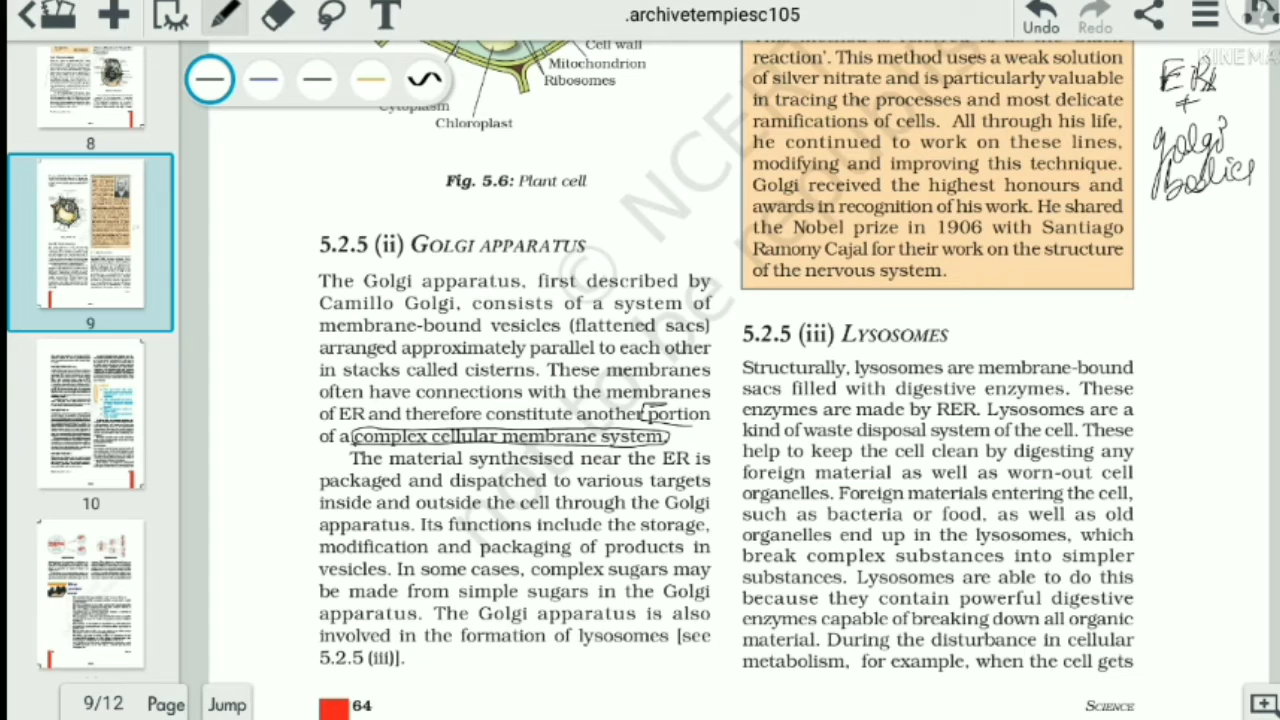 .archivetempiesc105
Undo
Redo
KINEMA
8
9
10
9/12 Page
Jump
Cell wall
Mitochondrion
Ribosomes
Cytoplasm
Chloroplast
Fig. 5.6: Plant cell
5.2.5 (ii) GOLGI APPARATUS
The Golgi apparatus, first described by
Camillo Golgi, consists of a system of
membrane-bound vesicles (flattened sacs)
arranged approximately parallel to each other
in stacks called cisterns. These membranes
often have connections with the membranes
of ER and therefore constitute another portion
of a complex cellular membrane system.
The material synthesised near the ER is
packaged and dispatched to various targets
inside and outside the cell through the Golgi
apparatus. Its functions include the storage,
modification and packaging of products in
vesicles. In some cases, complex sugars may
be made from simple sugars in the Golgi
apparatus. The Golgi apparatus is also
involved in the formation of lysosomes [see
5.2.5 (iii)].
64
reaction'. This method uses a weak solution
of silver nitrate and is particularly valuable
in tracing the processes and most delicate
ramifications of cells. All through his life,
he continued to work on these lines,
modifying and improving this technique.
Golgi received the highest honours and
awards in recognition of his work. He shared
the Nobel prize in 1906 with Santiago
Ramony Cajal for their work on the structure
of the nervous system.
5.2.5 (iii) LYSOSOMES
Structurally, lysosomes are membrane-bound
sacs filled with digestive enzymes. These
enzymes are made by RER. Lysosomes are a
kind of waste disposal system of the cell. These
help to keep the cell clean by digesting any
foreign material as well as worn-out cell
organelles. Foreign materials entering the cell,
such as bacteria or food, as well as old
organelles end up in the lysosomes, which
break complex substances into simpler
substances. Lysosomes are able to do this
because they contain powerful digestive
enzymes capable of breaking down all organic
material. During the disturbance in cellular
metabolism, for example, when the cell gets
SCIENCE
+
Golgi
bodies
© NCE